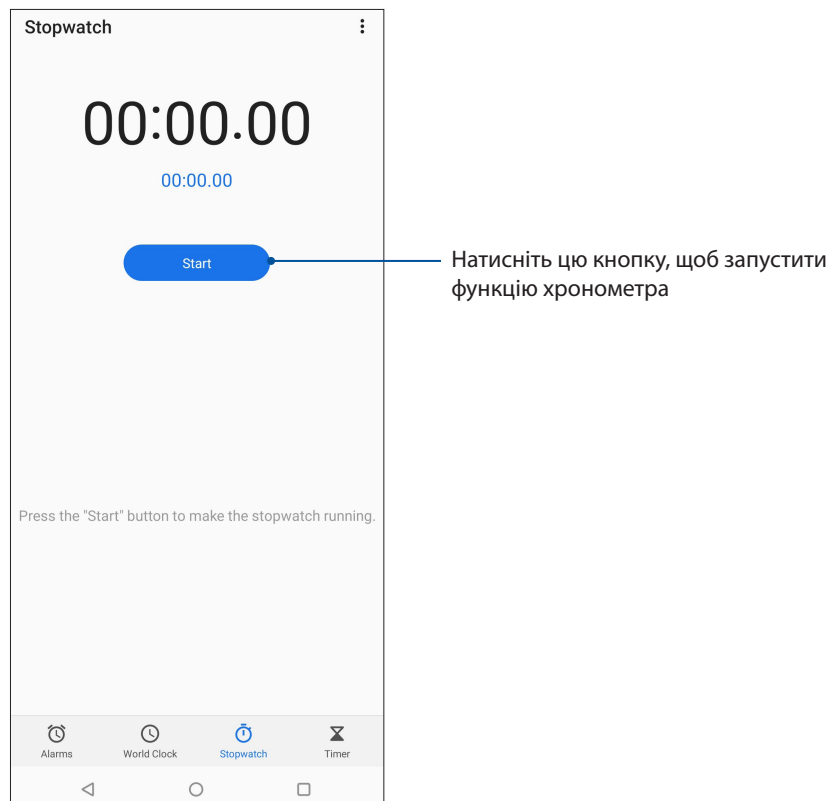 Stopwatch
00:00.00
00:00.00
Start
Натисніть цю кнопку, щоб запустити
функцію хронометра
Press the "Start" button to make the stopwatch running.
Alarms
World Clock
Stopwatch
Timer